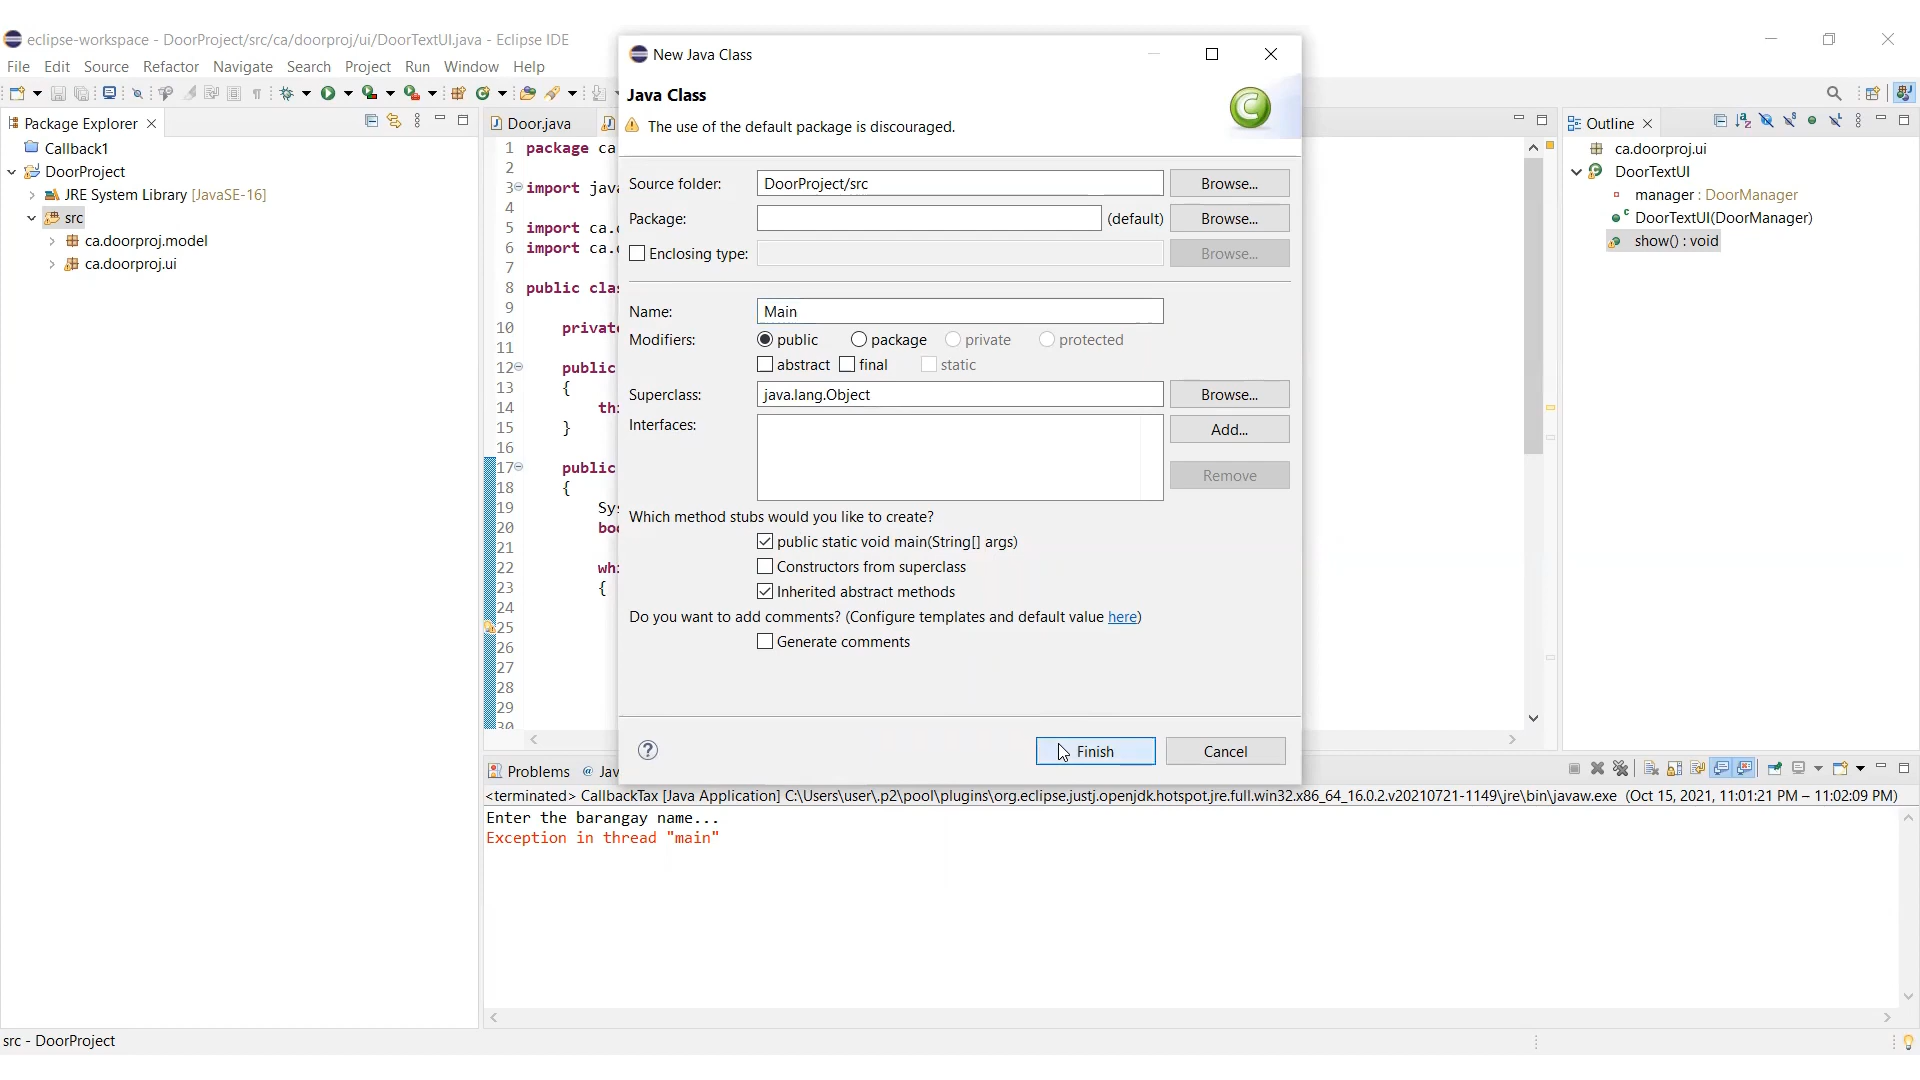 eclipse-workspace - DoorProject/src/ca/doorproj/ui/DoorTextUI.java - Eclipse IDE
File Edit Source Refactor Navigate Search Project Run Window Help
Package Explorer
Callback1
DoorProject
JRE System Library [JavaSE-16]
src
ca.doorproj.model
ca.doorproj.ui
Door.java
1 package ca
2
3 import java
4
5 import ca.
6 import ca.
7
8 public clas
9
10 private
11
12 public
13 {
14 thi
15 }
16
17 public
18 {
19 Sys
20 boo
21
22 whi
23 {
24
25
26
27
28
29
30
New Java Class
Java Class
The use of the default package is discouraged.
Source folder: DoorProject/src Browse...
Package: (default) Browse...
Enclosing type: Browse...
Name: Main
Modifiers: public package private protected
abstract final static
Superclass: java.lang.Object Browse...
Interfaces: Add...
Remove
Which method stubs would you like to create?
public static void main(String[] args)
Constructors from superclass
Inherited abstract methods
Do you want to add comments? (Configure templates and default value here)
Generate comments
? Finish Cancel
Outline
ca.doorproj.ui
DoorTextUI
manager : DoorManager
DoorTextUI(DoorManager)
show() : void
Problems @ Jav
<terminated> CallbackTax [Java Application] C:\Users\user\.p2\pool\plugins\org.eclipse.justj.openjdk.hotspot.jre.full.win32.x86_64_16.0.2.v20210721-1149\jre\bin\javaw.exe (Oct 15, 2021, 11:01:21 PM – 11:02:09 PM)
Enter the barangay name...
Exception in thread "main"
src - DoorProject